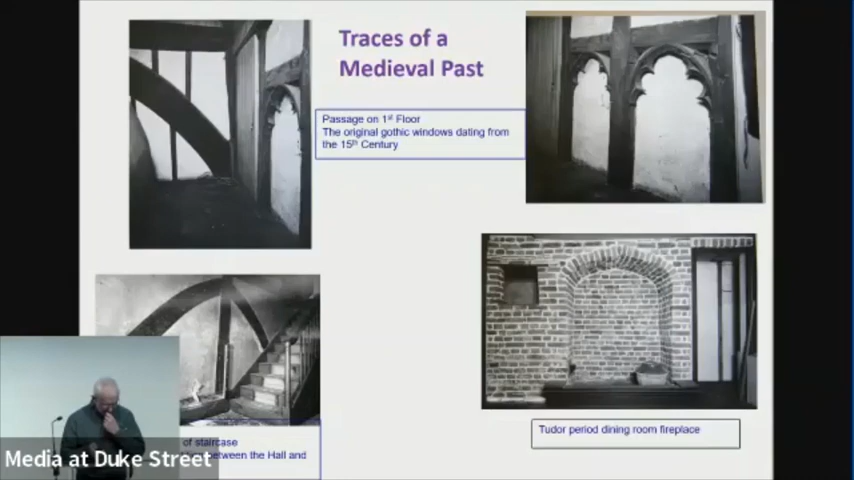 Traces of a
Medieval Past
Passage on 1st Floor
The original gothic windows dating from
the 15th Century
Tudor period dining room fireplace
of staircase
between the Hall and
Media at Duke Street